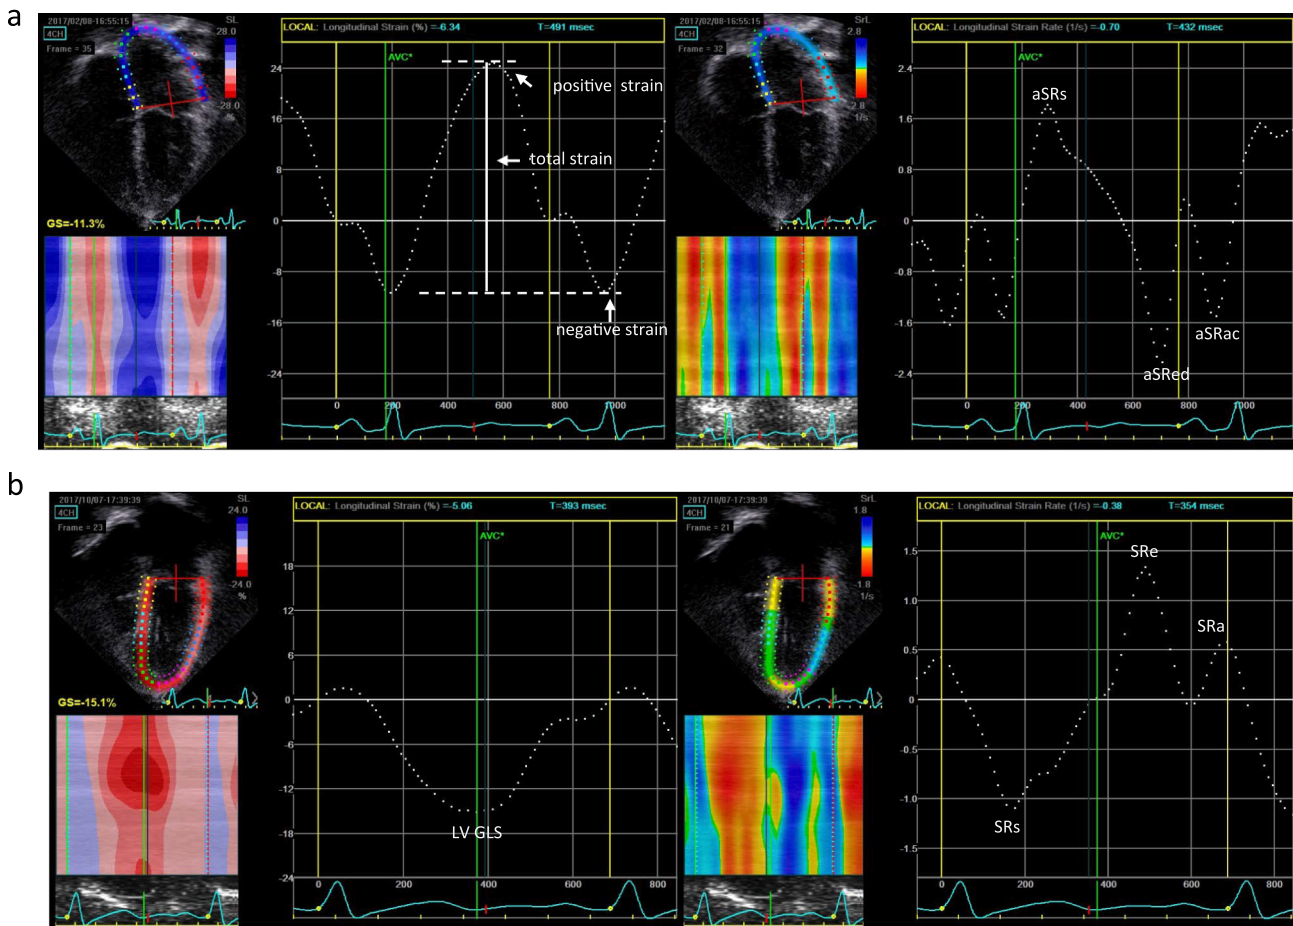 a
2017/02/08-16:55:15
4CH
Frame = 35
SL
28.0
-28.0
%
GS=-11.3%
LOCAL: Longitudinal Strain (%) =-6.34 T=491 msec
AVC*
24
16
8
0
-8
-16
-24
0 200 400 600 800 1000
positive strain
total strain
negative strain
2017/02/08-16:55:15
4CH
Frame = 32
SrL
2.8
-2.8
1/s
LOCAL: Longitudinal Strain Rate (1/s) =-0.70 T=432 msec
AVC*
2.4
1.6
0.8
0
-0.8
-1.6
-2.4
0 200 400 600 800 1000
aSRs
aSRed
aSRac
b
2017/10/07-17:39:39
4CH
Frame = 23
SL
24.0
-24.0
%
GS=-15.1%
LOCAL: Longitudinal Strain (%) =-5.06 T=393 msec
AVC*
18
12
6
0
-6
-12
-18
-24
0 200 400 600 800
LV GLS
2017/10/07-17:39:39
4CH
Frame = 21
SrL
1.8
-1.8
1/s
LOCAL: Longitudinal Strain Rate (1/s) =-0.38 T=354 msec
AVC*
1.5
1.0
0.5
0
-0.5
-1.0
-1.5
0 200 400 600 800
SRe
SRa
SRs